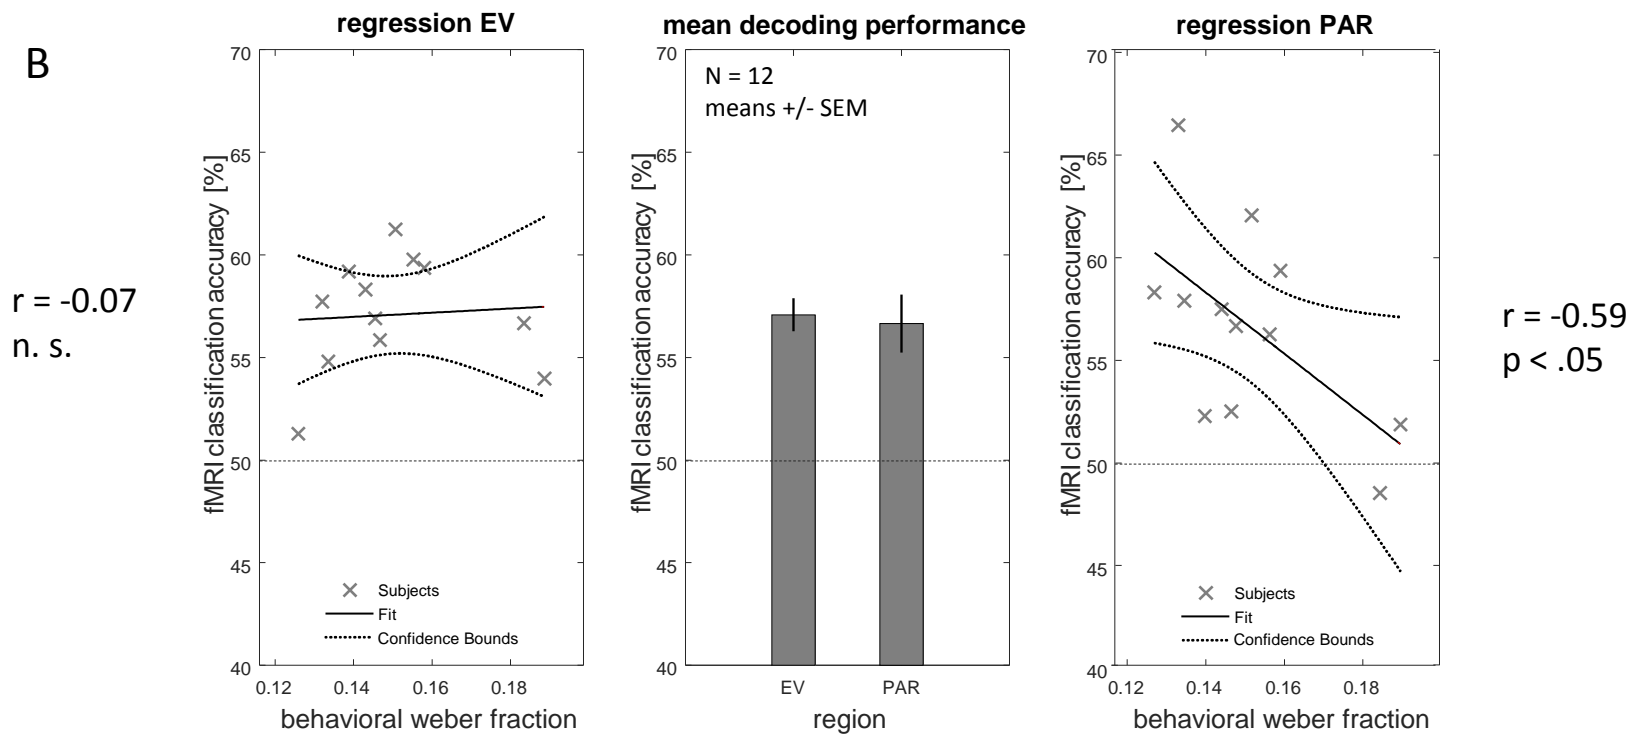 B
r = -0.07
n. s.
regression EV
fMRI classification accuracy [%]
70
65
60
55
50
45
40
Subjects
Fit
Confidence Bounds
0.12 0.14 0.16 0.18
behavioral weber fraction
mean decoding performance
N = 12
means +/- SEM
fMRI classification accuracy [%]
70
65
60
55
50
45
40
EV PAR
region
regression PAR
fMRI classification accuracy [%]
70
65
60
55
50
45
40
Subjects
Fit
Confidence Bounds
0.12 0.14 0.16 0.18
behavioral weber fraction
r = -0.59
p < .05